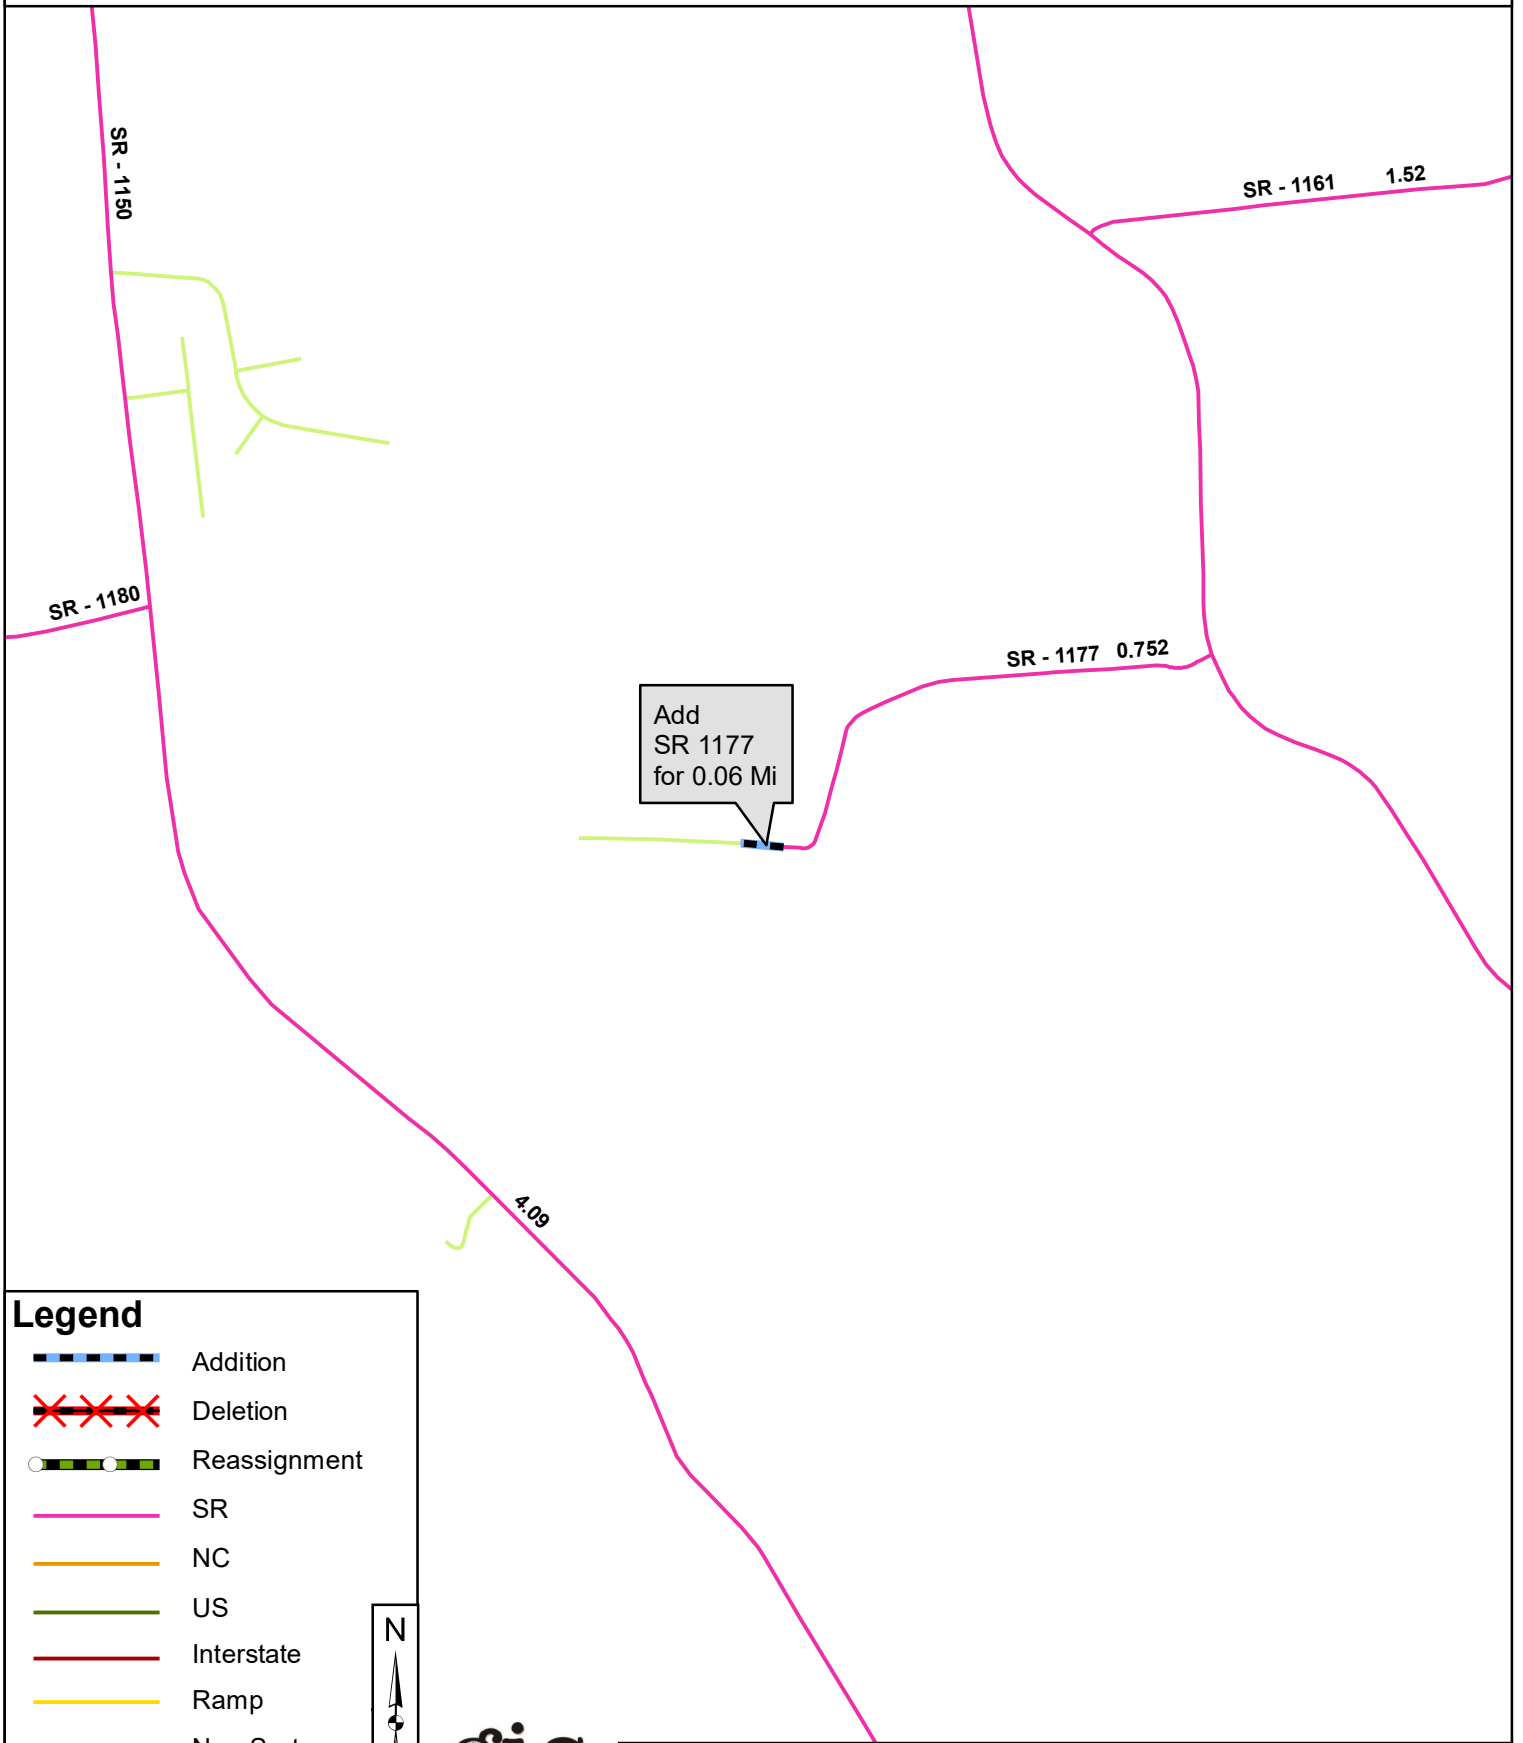 SR - 1150
SR - 1161 1.52
SR - 1180
SR - 1177 0.752
Add
SR 1177
for 0.06 Mi
4.09
Legend
Addition
Deletion
Reassignment
SR
NC
US
Interstate
Ramp
N